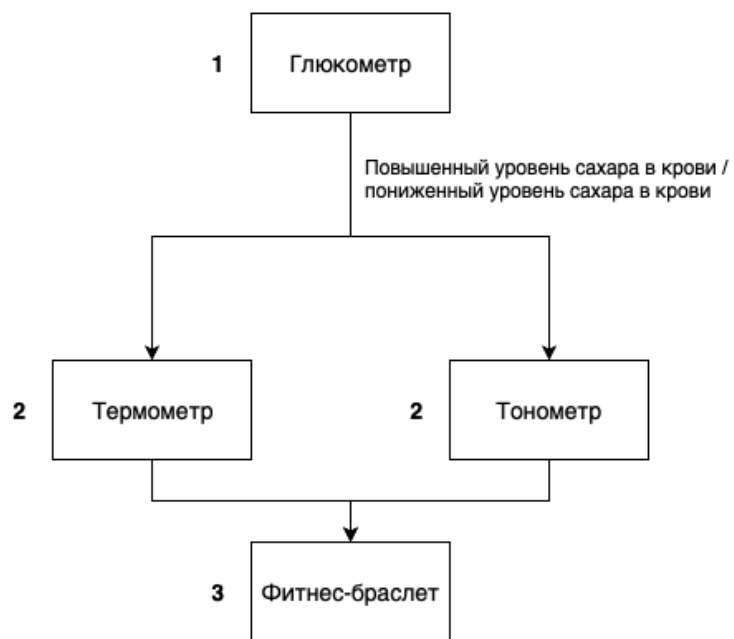 1 Глюкометр
Повышенный уровень сахара в крови /
пониженный уровень сахара в крови
2 Термометр
2 Тонометр
3 Фитнес-браслет